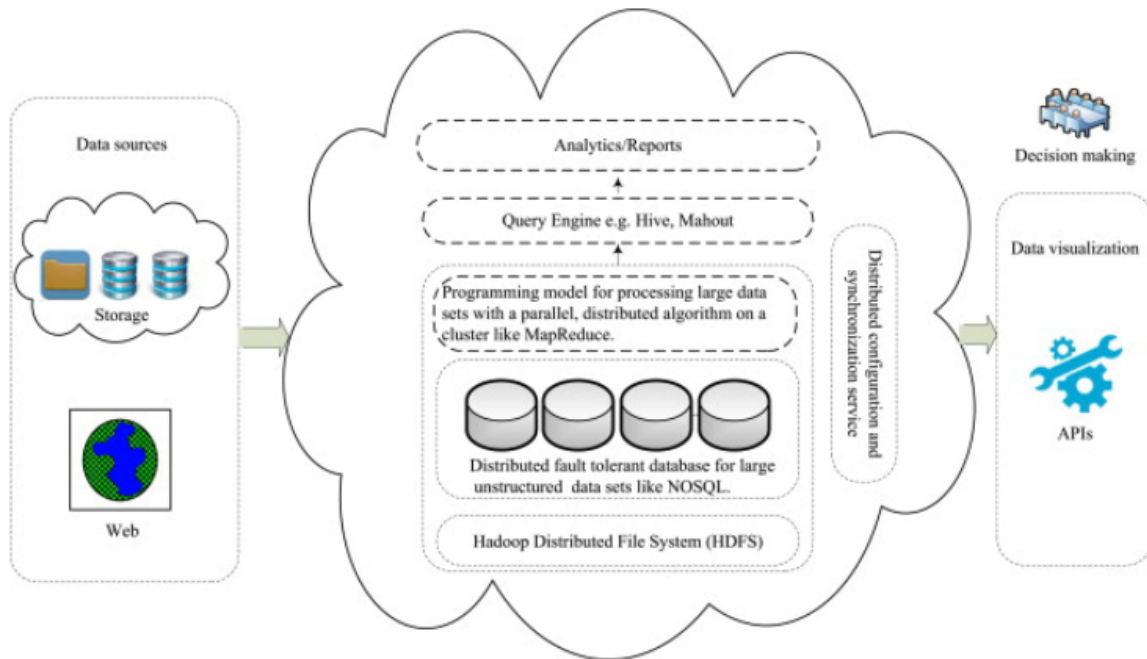 Data sources
Storage
Web
Analytics/Reports
Query Engine e.g. Hive, Mahout
Programming model for processing large data
sets with a parallel, distributed algorithm on a
cluster like MapReduce.
Distributed fault tolerant database for large
unstructured data sets like NOSQL.
Hadoop Distributed File System (HDFS)
Distributed configuration and
synchronization service
Decision making
Data visualization
APIs